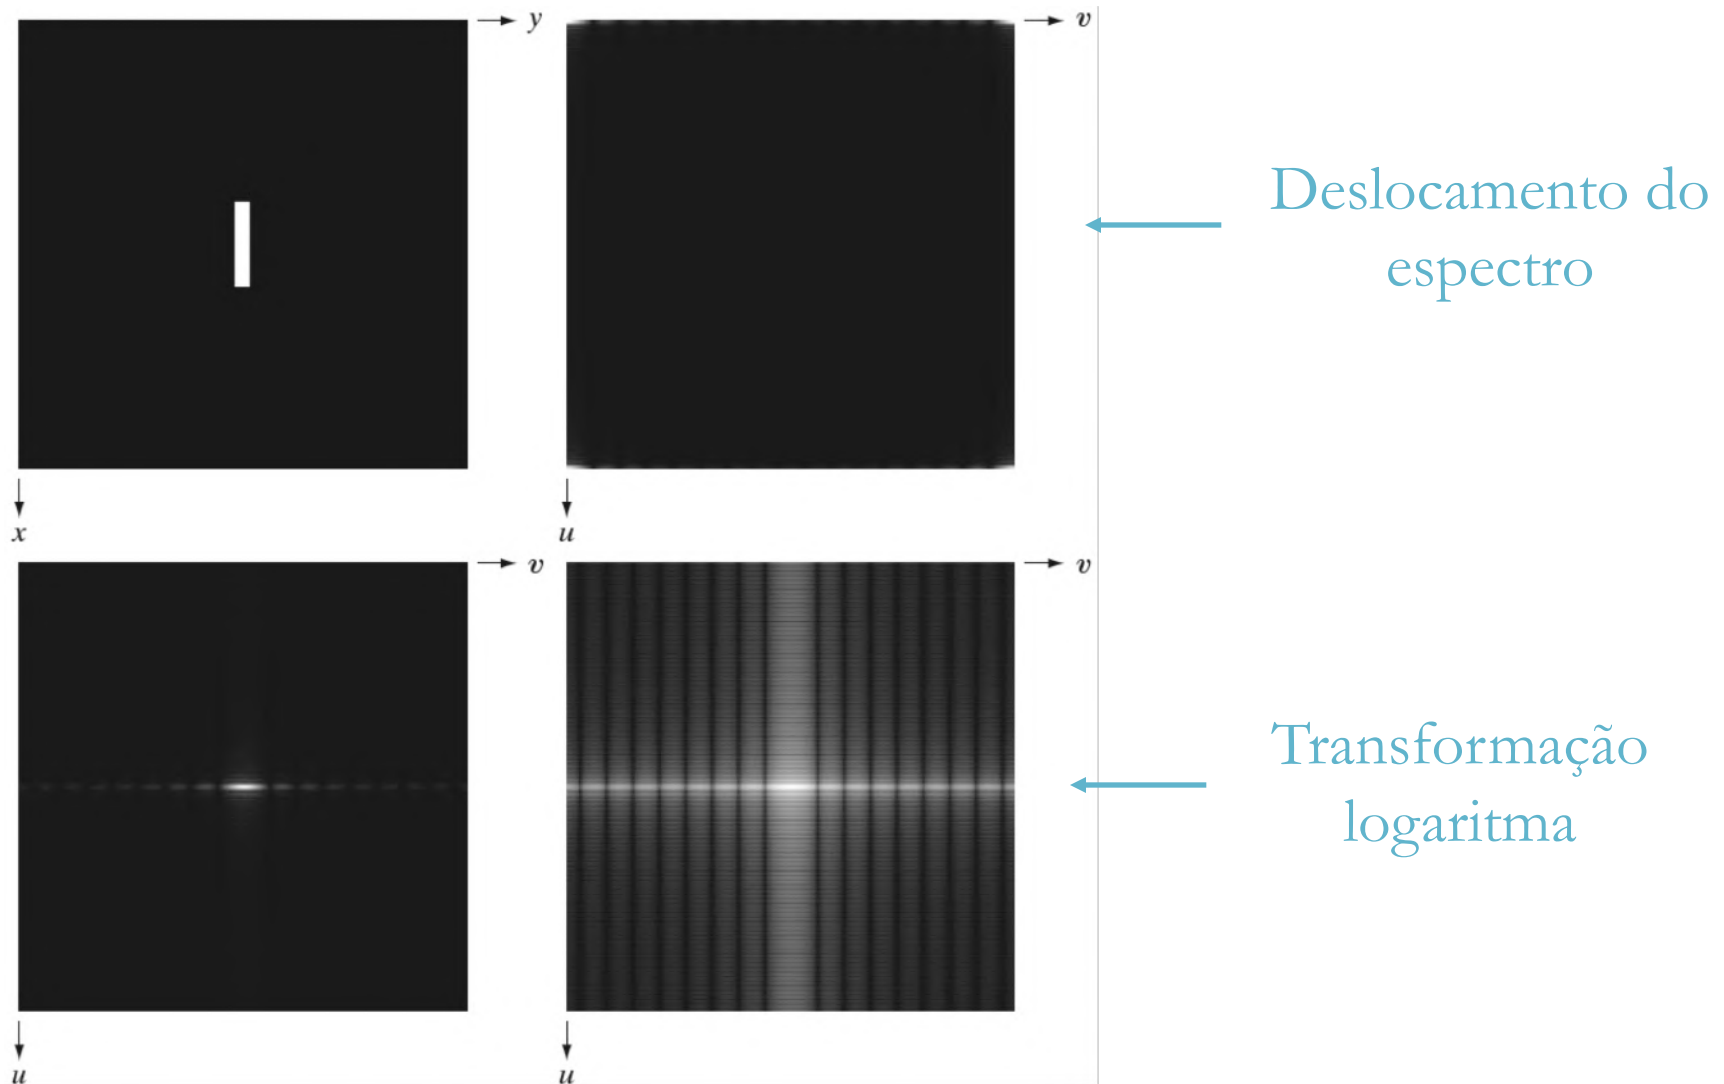 y
v
Deslocamento do
espectro
x
u
v
v
Transformação
logaritma
u
u